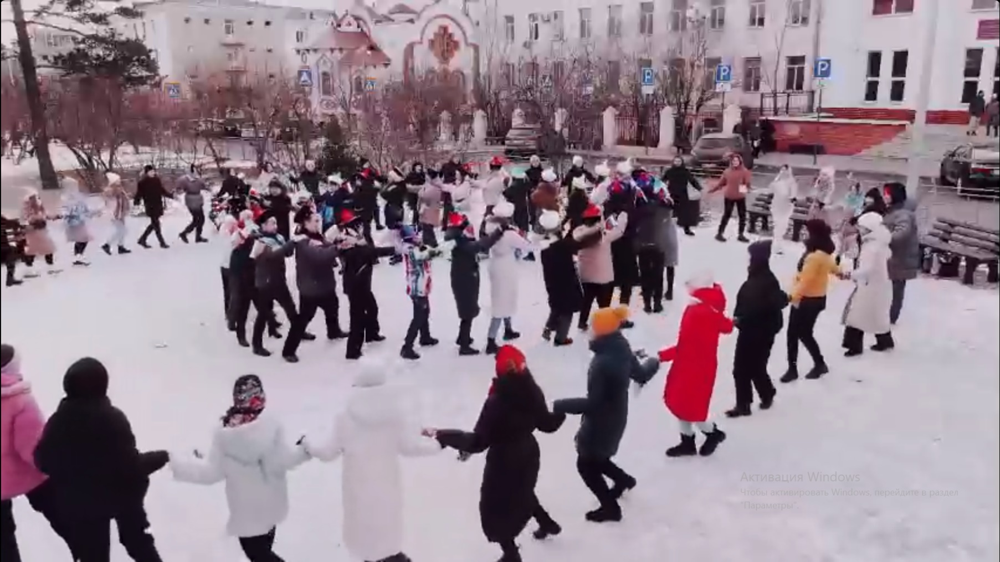 P
P
P
Активация Windows
Чтобы активировать Windows, перейдите в раздел
"Параметры".